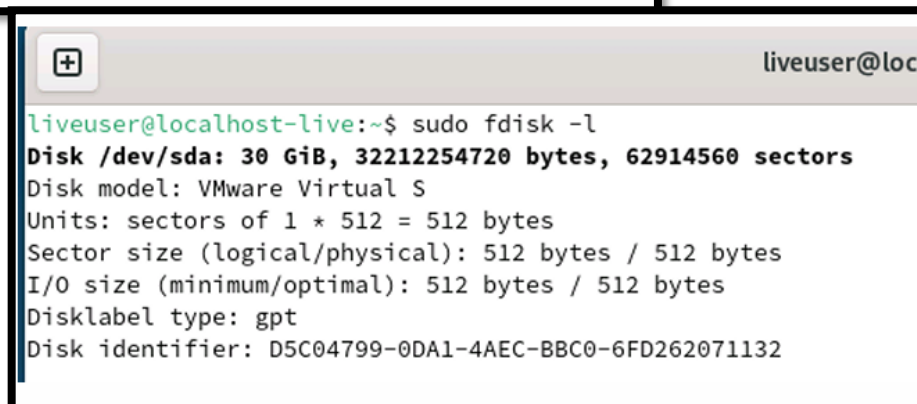 liveuser@loc
liveuser@localhost-live:~$ sudo fdisk -l
Disk /dev/sda: 30 GiB, 32212254720 bytes, 62914560 sectors
Disk model: VMware Virtual S
Units: sectors of 1 * 512 = 512 bytes
Sector size (logical/physical): 512 bytes / 512 bytes
I/O size (minimum/optimal): 512 bytes / 512 bytes
Disklabel type: gpt
Disk identifier: D5C04799-0DA1-4AEC-BBC0-6FD262071132